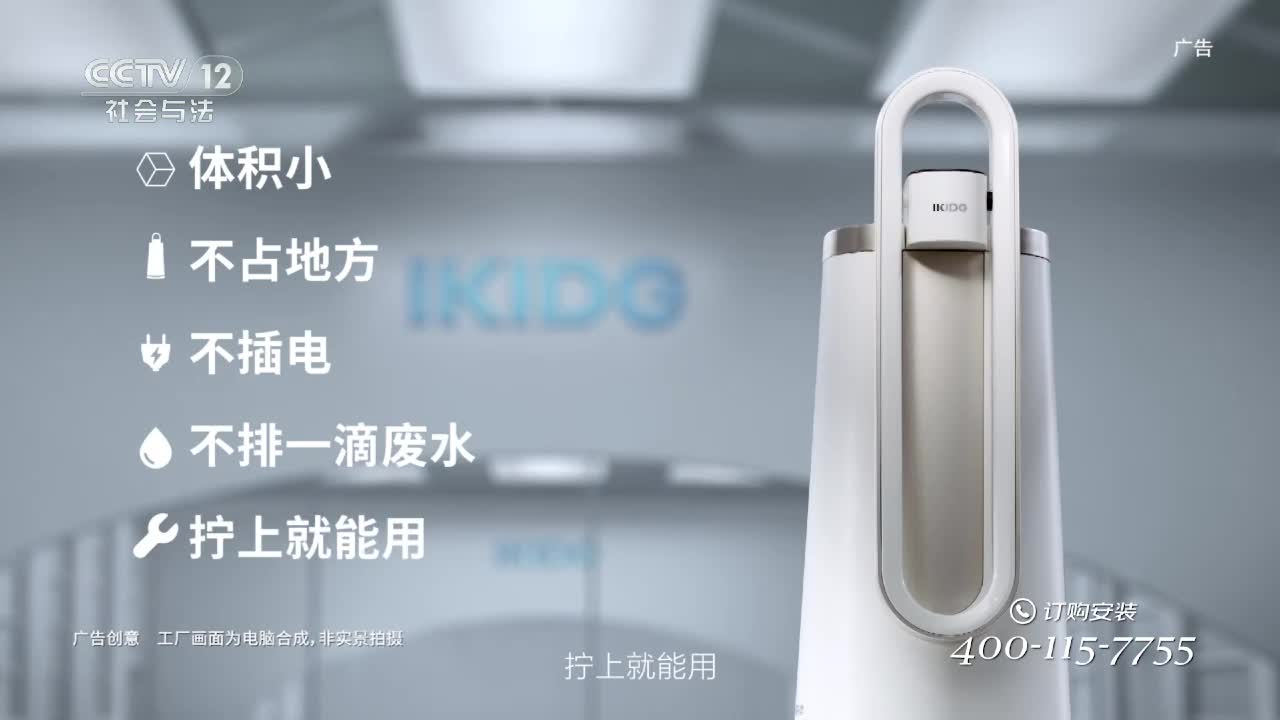 CCTV 12
社会与法
广告
体积小
不占地方
不插电
不排一滴废水
拧上就能用
IKIDG
IKIDG
IKIDG
广告创意 工厂画面为电脑合成,非实景拍摄
拧上就能用
订购安装
400-115-7755